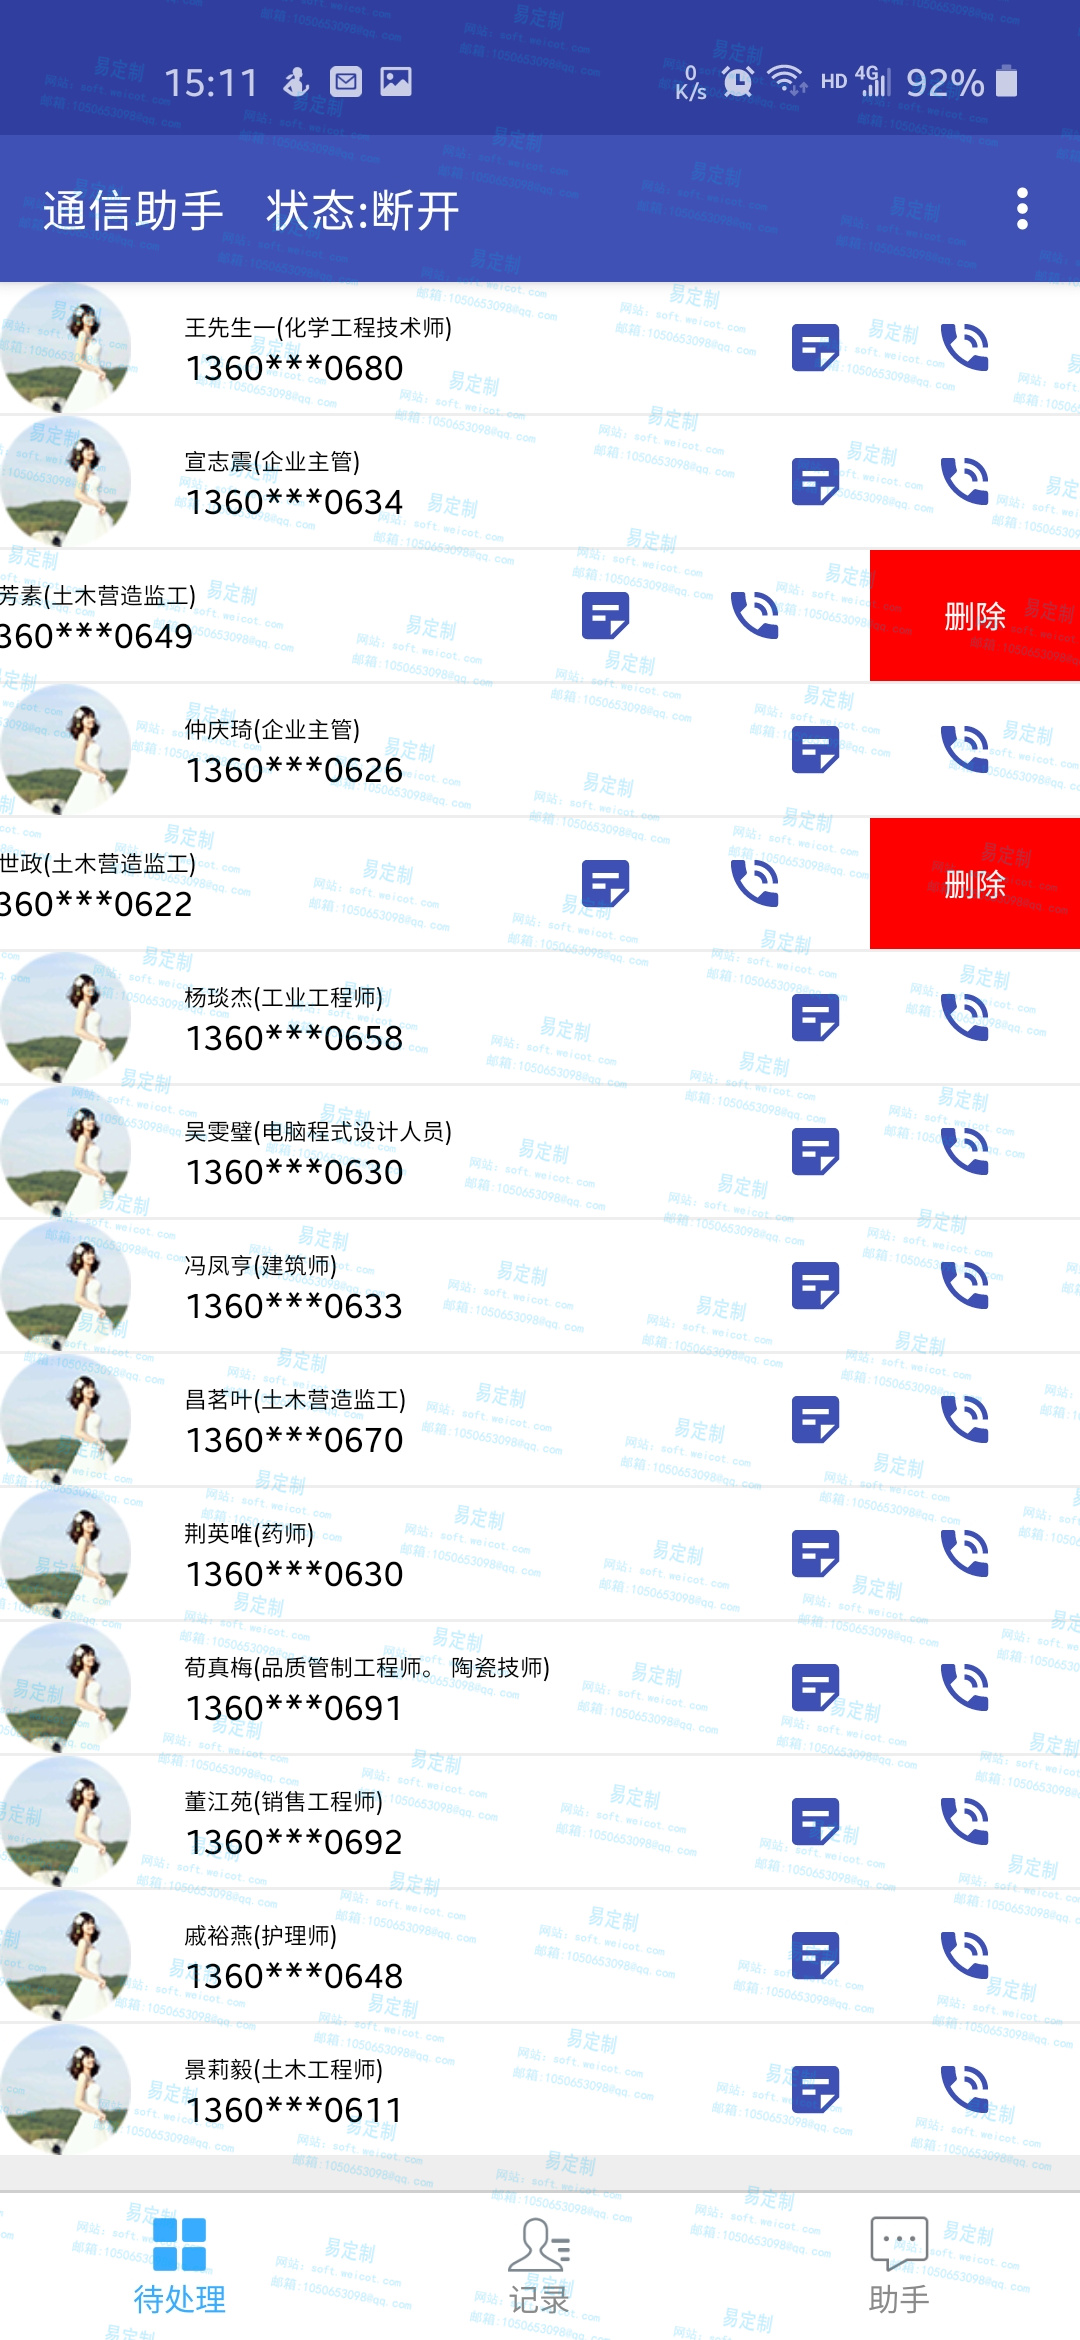 15:11
0
K/s
HD
4G
92%
通信助手 状态:断开
王先生一(化学工程技术师)
1360***0680
宣志震(企业主管)
1360***0634
芳素(土木营造监工)
360***0649
删除
仲庆琦(企业主管)
1360***0626
世政(土木营造监工)
360***0622
删除
杨琰杰(工业工程师)
1360***0658
吴雯璧(电脑程式设计人员)
1360***0630
冯凤亨(建筑师)
1360***0633
昌茗叶(土木营造监工)
1360***0670
荆英唯(药师)
1360***0630
荀真梅(品质管制工程师。 陶瓷技师)
1360***0691
董江苑(销售工程师)
1360***0692
戚裕燕(护理师)
1360***0648
景莉毅(土木工程师)
1360***0611
待处理
记录
助手
易定制
网站: soft.weicot.com
邮箱:1050653098@qq.com